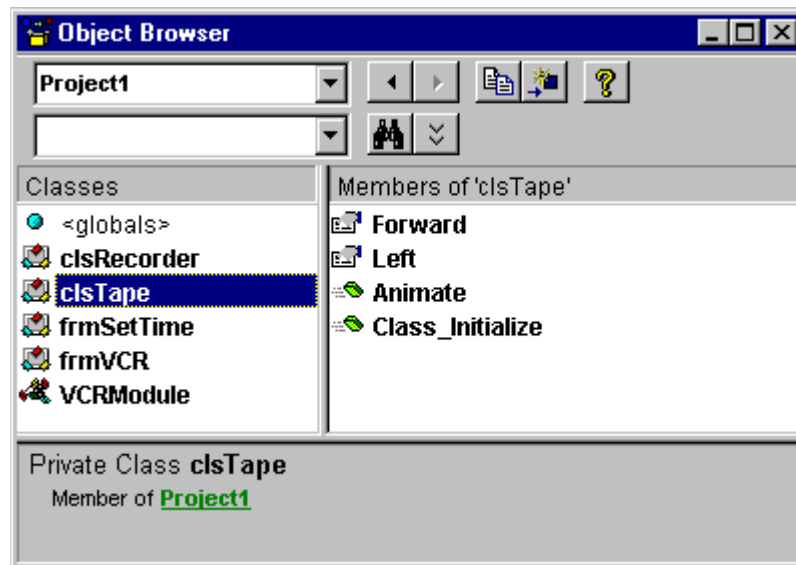 Object Browser
Project1
Classes
<globals>
clsRecorder
clsTape
frmSetTime
frmVCR
VCRModule
Members of 'clsTape'
Forward
Left
Animate
Class_Initialize
Private Class clsTape
Member of Project1